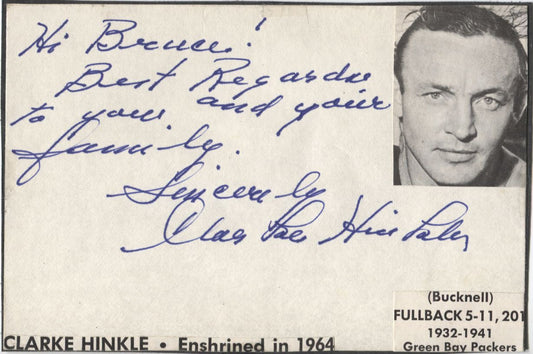 Hi Bruce!
Best Regards
to you and your
family.
Sincerely
Clarke Hinkle
(Bucknell)
FULLBACK 5-11, 201
1932-1941
Green Bay Packers
CLARKE HINKLE • Enshrined in 1964